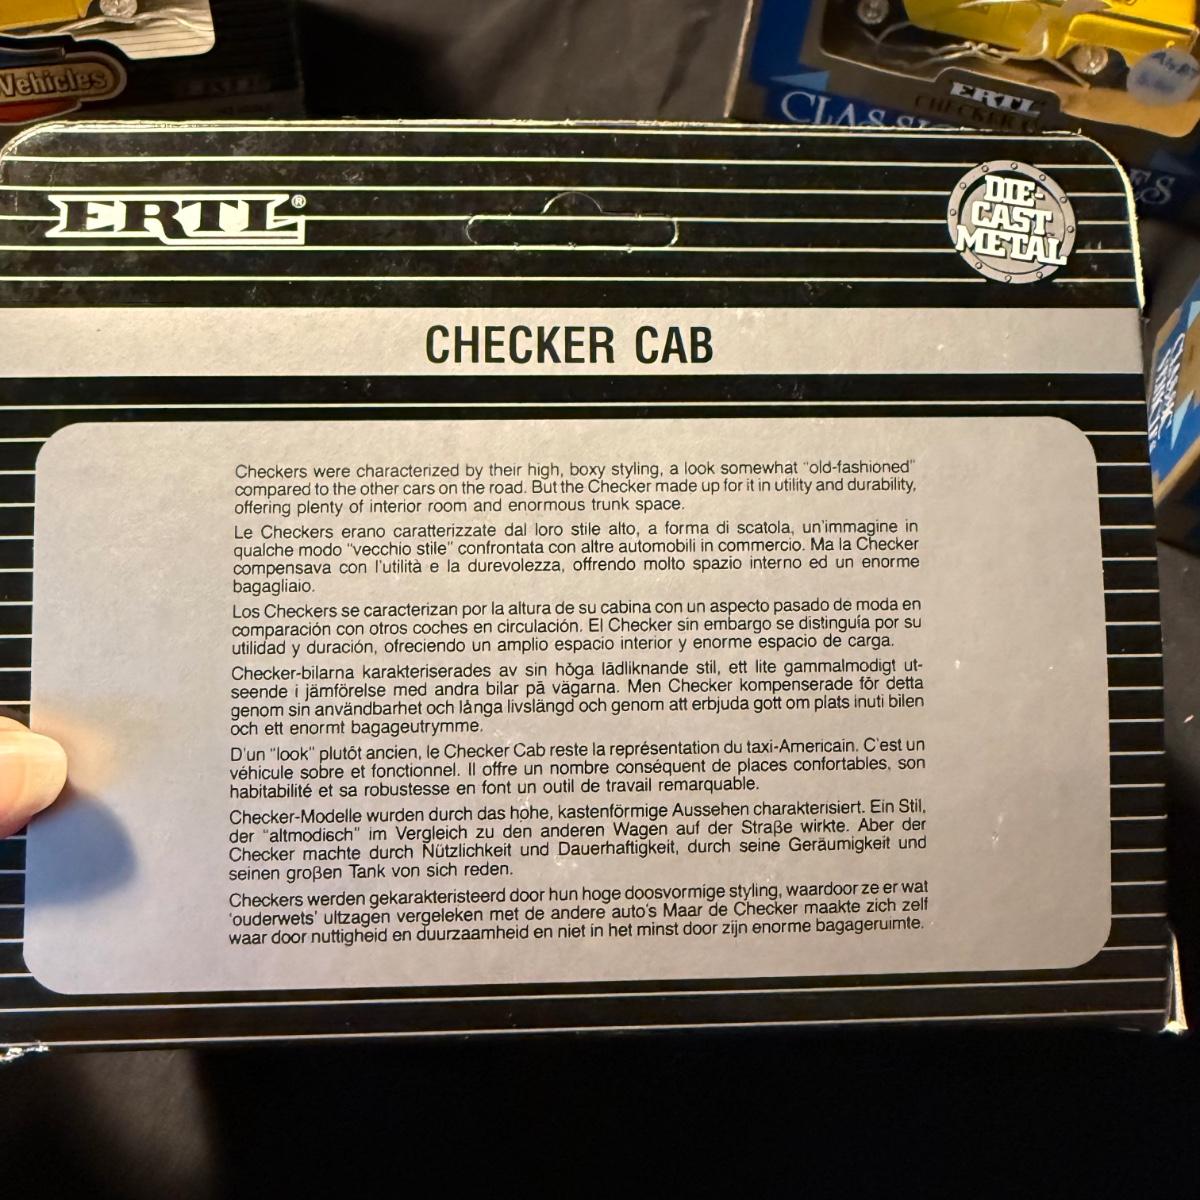 Vehicles
ERTL
CHECKER C
CLASSI
ES
ERTL®
DIE-
CAST
METAL
CHECKER CAB
Checkers were characterized by their high, boxy styling, a look somewhat "old-fashioned"
compared to the other cars on the road. But the Checker made up for it in utility and durability,
offering plenty of interior room and enormous trunk space.
Le Checkers erano caratterizzate dal loro stile alto, a forma di scatola, un'immagine in
qualche modo "vecchio stile" confrontata con altre automobili in commercio. Ma la Checker
compensava con l'utilità e la durevolezza, offrendo molto spazio interno ed un enorme
bagagliaio.
Los Checkers se caracterizan por la altura de su cabina con un aspecto pasado de moda en
comparación con otros coches en circulación. El Checker sin embargo se distinguía por su
utilidad y duración, ofreciendo un amplio espacio interior y enorme espacio de carga.
Checker-bilarna karakteriserades av sin höga lådliknande stil, ett lite gammalmodigt ut-
seende i jämförelse med andra bilar på vägarna. Men Checker kompenserade för detta
genom sin användbarhet och långa livslängd och genom att erbjuda gott om plats inuti bilen
och ett enormt bagageutrymme.
D'un "look" plutôt ancien, le Checker Cab reste la représentation du taxi-Americain. C'est un
véhicule sobre et fonctionnel. Il offre un nombre conséquent de places confortables, son
habitabilité et sa robustesse en font un outil de travail remarquable.
Checker-Modelle wurden durch das hohe, kastenförmige Aussehen charakterisiert. Ein Stil,
der "altmodisch" im Vergleich zu den anderen Wagen auf der Straße wirkte. Aber der
Checker machte durch Nützlichkeit und Dauerhaftigkeit, durch seine Geräumigkeit und
seinen großen Tank von sich reden.
Checkers werden gekarakteristeerd door hun hoge doosvormige styling, waardoor ze er wat
'ouderwets' ultzagen vergeleken met de andere auto's Maar de Checker maakte zich zelf
waar door nuttigheid en duurzaamheid en niet in het minst door zijn enorme bagageruimte.